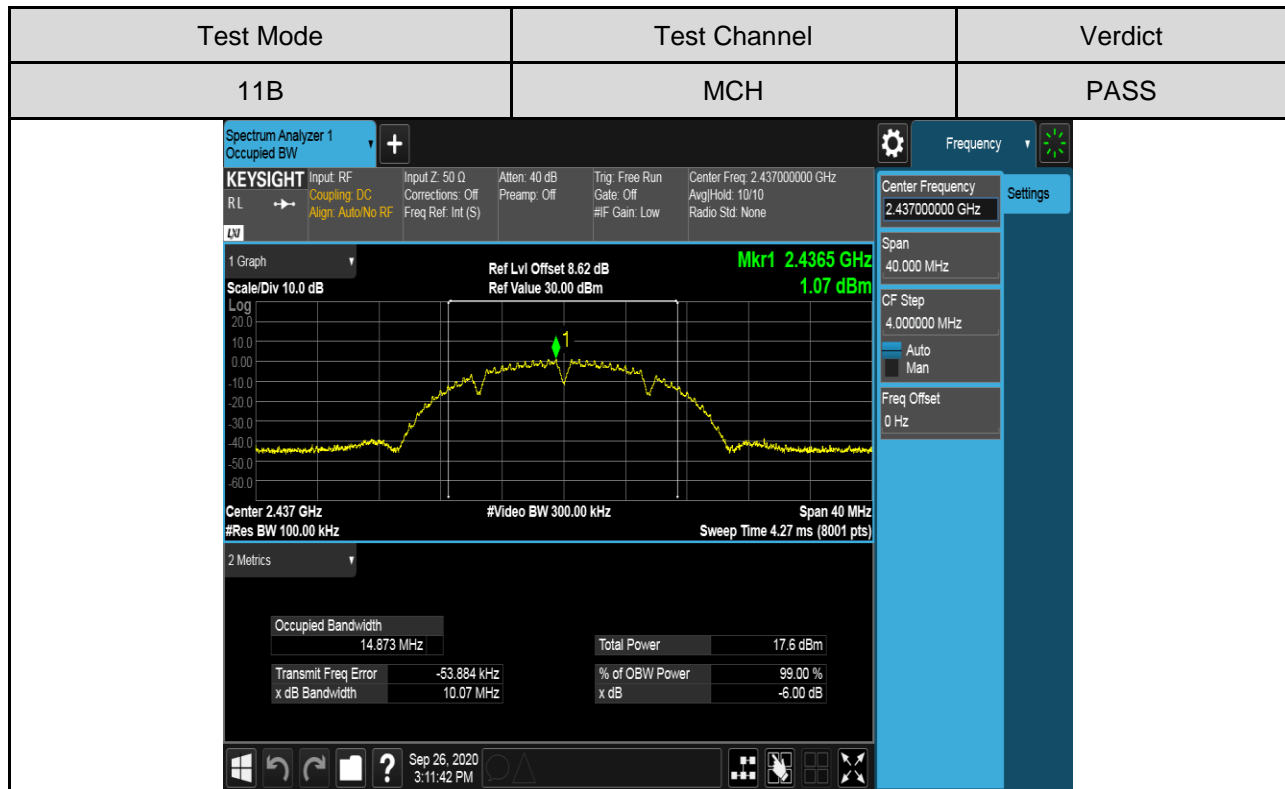 Test Mode
Test Channel
Verdict
11B
MCH
PASS
Spectrum Analyzer 1
Occupied BW
+
Frequency
KEYSIGHT
RL
LXI
Input: RF
Coupling: DC
Align: Auto/No RF
Input Z: 50 Ω
Corrections: Off
Freq Ref: Int (S)
Atten: 40 dB
Preamp: Off
Trig: Free Run
Gate: Off
#IF Gain: Low
Center Freq: 2.437000000 GHz
Avg|Hold: 10/10
Radio Std: None
Center Frequency
2.437000000 GHz
Settings
Span
40.000 MHz
CF Step
4.000000 MHz
Auto
Man
Freq Offset
0 Hz
1 Graph
Scale/Div 10.0 dB
Ref Lvl Offset 8.62 dB
Ref Value 30.00 dBm
Mkr1 2.4365 GHz
1.07 dBm
Log
20.0
10.0
0.00
-10.0
-20.0
-30.0
-40.0
-50.0
-60.0
1
Center 2.437 GHz
#Video BW 300.00 kHz
Span 40 MHz
#Res BW 100.00 kHz
Sweep Time 4.27 ms (8001 pts)
2 Metrics
Occupied Bandwidth
14.873 MHz
Total Power 17.6 dBm
Transmit Freq Error -53.884 kHz
% of OBW Power 99.00 %
x dB Bandwidth 10.07 MHz
x dB -6.00 dB
?
Sep 26, 2020
3:11:42 PM